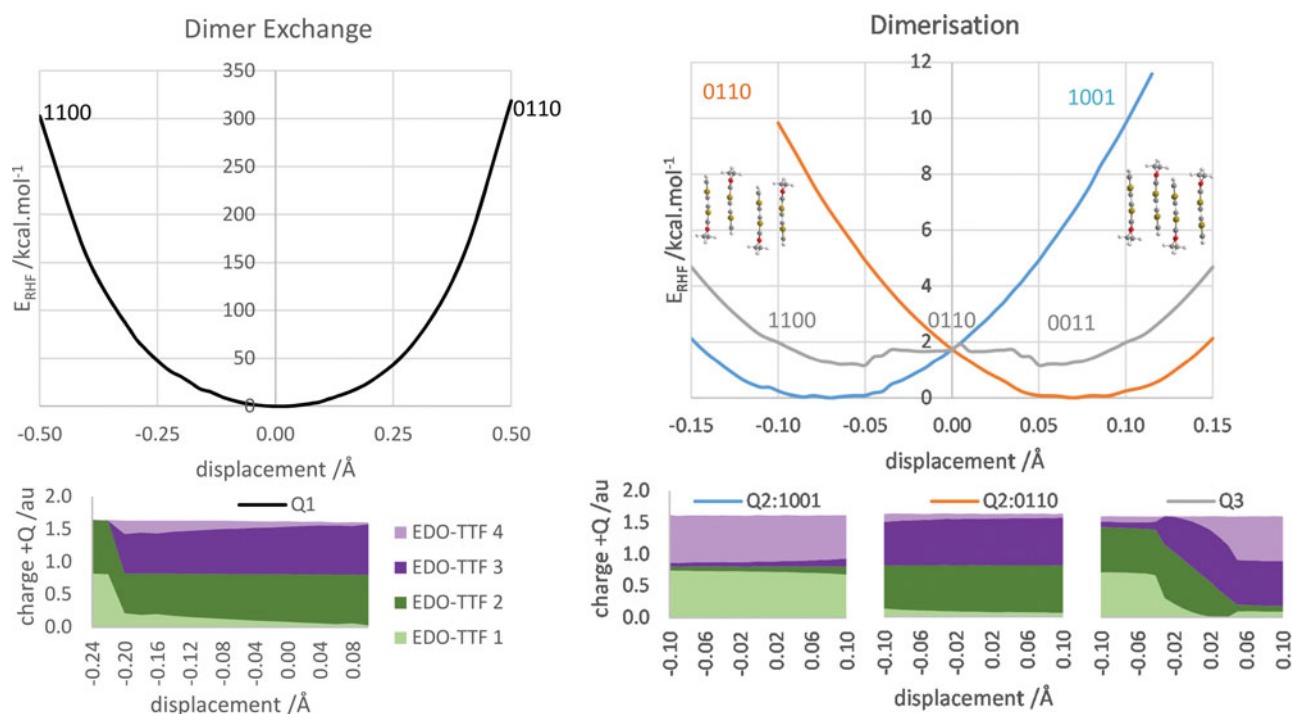 Dimer Exchange
350
300
250
200
150
100
50
0
1100
0110
E_RHF /kcal.mol⁻¹
-0.50 -0.25 0.00 0.25 0.50
displacement /Å
Q1
2.0
1.5
1.0
0.5
0.0
charge +Q /au
EDO-TTF 4
EDO-TTF 3
EDO-TTF 2
EDO-TTF 1
-0.24 -0.20 -0.16 -0.12 -0.08 -0.04 0.00 0.04 0.08
displacement /Å
Dimerisation
12
10
8
6
4
2
0
0110
1001
1100
0110
0011
E_RHF /kcal.mol⁻¹
-0.15 -0.10 -0.05 0.00 0.05 0.10 0.15
displacement /Å
Q2:1001 Q2:0110 Q3
2.0
1.5
1.0
0.5
0.0
charge +Q /au
-0.10 -0.06 -0.02 0.02 0.06 0.10
-0.10 -0.06 -0.02 0.02 0.06 0.10
-0.10 -0.06 -0.02 0.02 0.06 0.10
displacement /Å